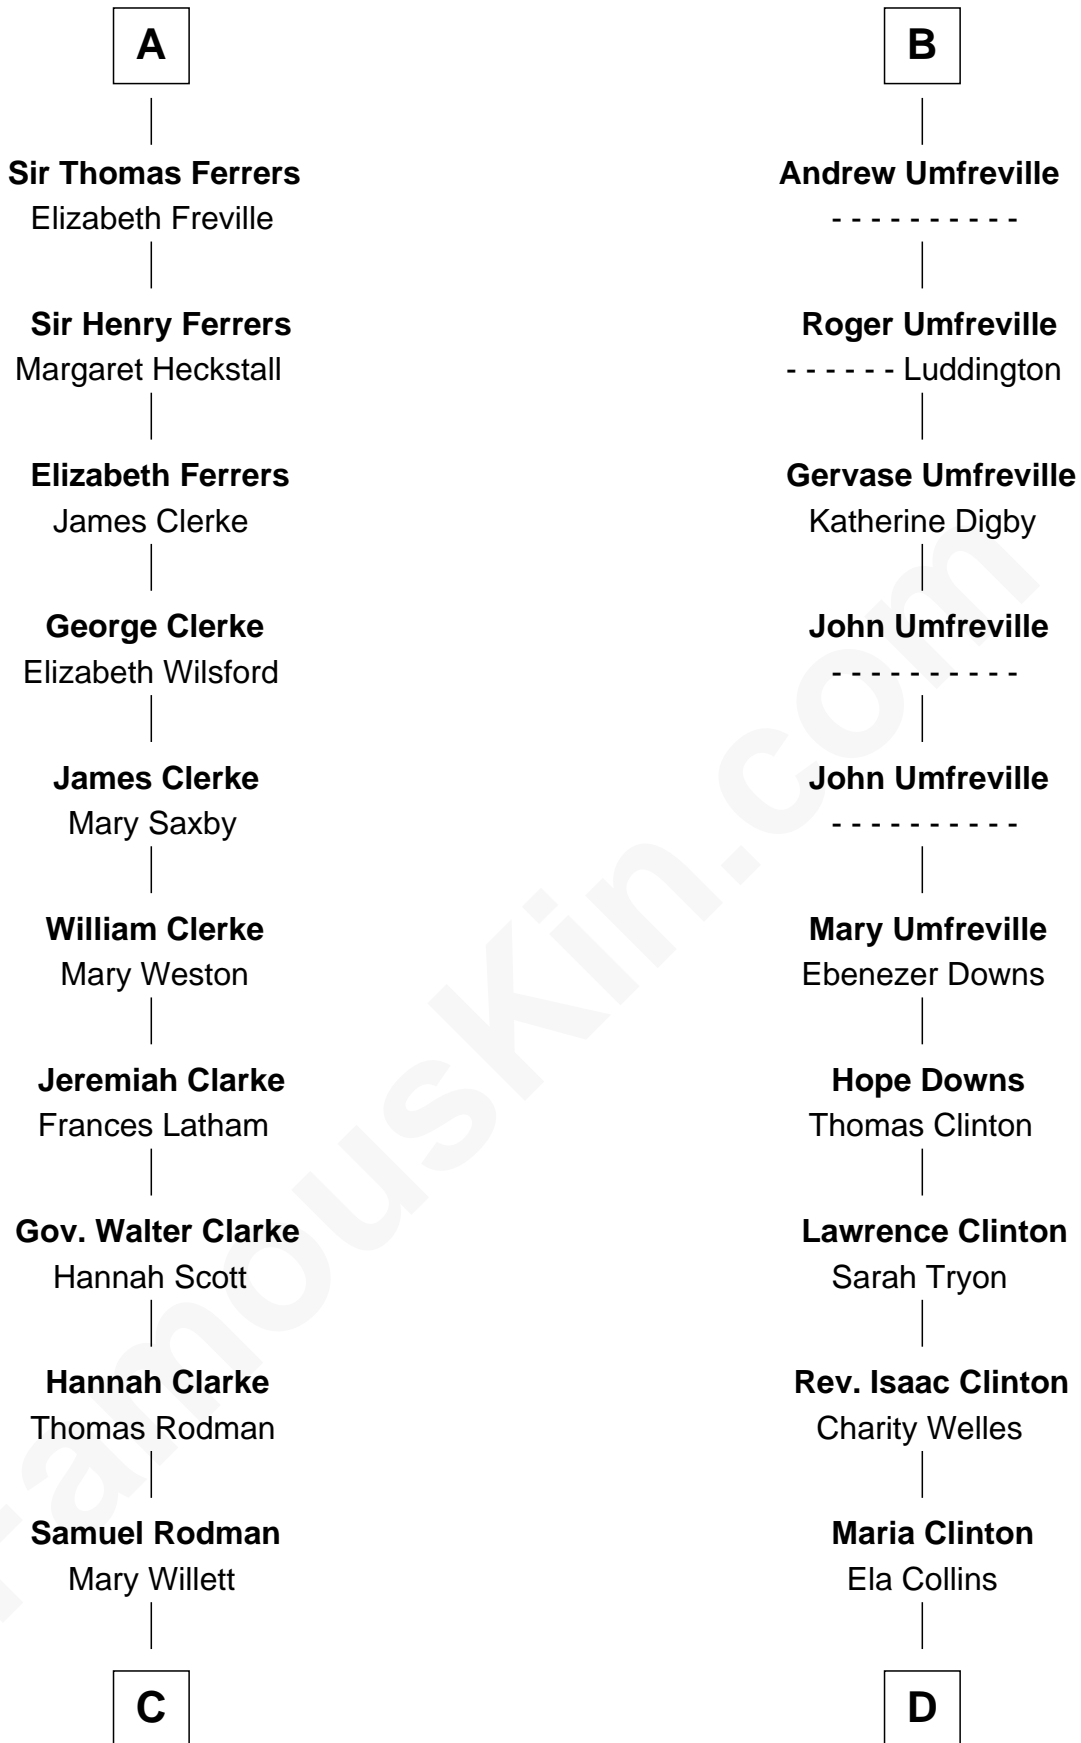 A
Sir Thomas Ferrers
Elizabeth Freville
Sir Henry Ferrers
Margaret Heckstall
Elizabeth Ferrers
James Clerke
George Clerke
Elizabeth Wilsford
James Clerke
Mary Saxby
William Clerke
Mary Weston
Jeremiah Clarke
Frances Latham
Gov. Walter Clarke
Hannah Scott
Hannah Clarke
Thomas Rodman
Samuel Rodman
Mary Willett
C
B
Andrew Umfreville
- - - - - - - - - -
Roger Umfreville
- - - - - - Luddington
Gervase Umfreville
Katherine Digby
John Umfreville
- - - - - - - - - -
John Umfreville
- - - - - - - - - -
Mary Umfreville
Ebenezer Downs
Hope Downs
Thomas Clinton
Lawrence Clinton
Sarah Tryon
Rev. Isaac Clinton
Charity Welles
Maria Clinton
Ela Collins
D
FamousKin.com